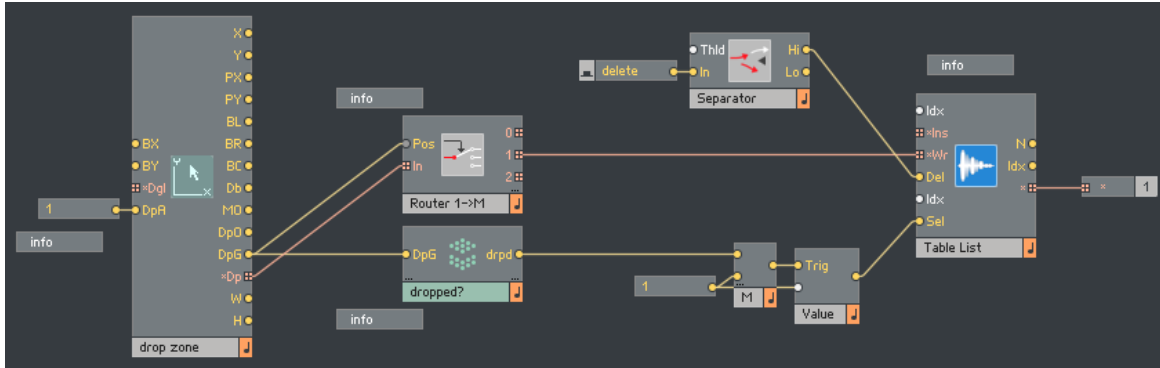 X
Y
PX
PY
BL
BX BR
BY BC
×Dgl Db
1 DpA MO
DpO
info DpG
×Dp
W
H
drop zone
info
Pos 0
In 1
2
...
Router 1->M
DpG drpd
... ...
dropped?
info
delete
Thld Hi
In Lo
Separator
1
...
M
Trig
Value
info
Idx
×Ins
×Wr N
Del Idx
Idx ×
Sel
Table List
× 1